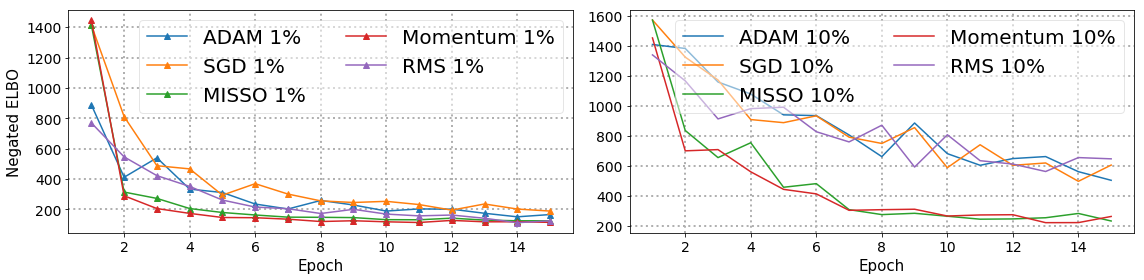 Negated ELBO
1400
1200
1000
800
600
400
200
2
4
6
8
10
12
14
Epoch
ADAM 1%
SGD 1%
MISSO 1%
Momentum 1%
RMS 1%
1600
1400
1200
1000
800
600
400
200
2
4
6
8
10
12
14
Epoch
ADAM 10%
SGD 10%
MISSO 10%
Momentum 10%
RMS 10%